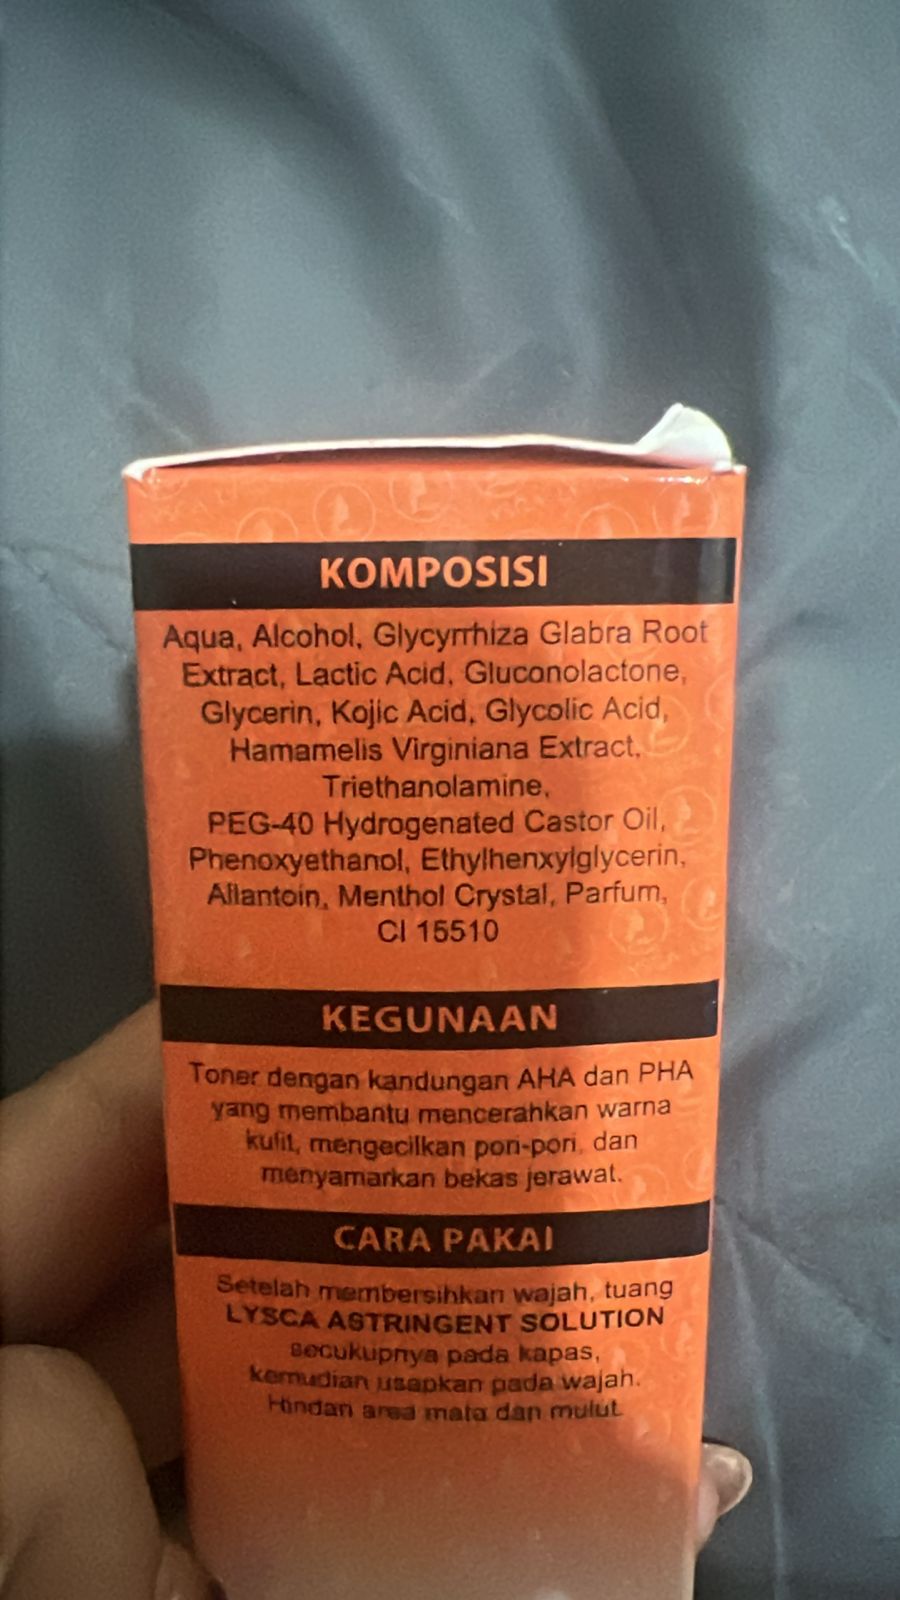 KOMPOSISI
Aqua, Alcohol, Glycyrrhiza Glabra Root
Extract, Lactic Acid, Gluconolactone,
Glycerin, Kojic Acid, Glycolic Acid,
Hamamelis Virginiana Extract,
Triethanolamine,
PEG-40 Hydrogenated Castor Oil,
Phenoxyethanol, Ethylhenxylglycerin,
Allantoin, Menthol Crystal, Parfum,
CI 15510
KEGUNAAN
Toner dengan kandungan AHA dan PHA
yang membantu mencerahkan warna
kulit, mengecilkan pori-pori, dan
menyamarkan bekas jerawat.
CARA PAKAI
Setelah membersihkan wajah, tuang
LYSCA ASTRINGENT SOLUTION
secukupnya pada kapas,
kemudian usapkan pada wajah.
Hindari area mata dan mulut.